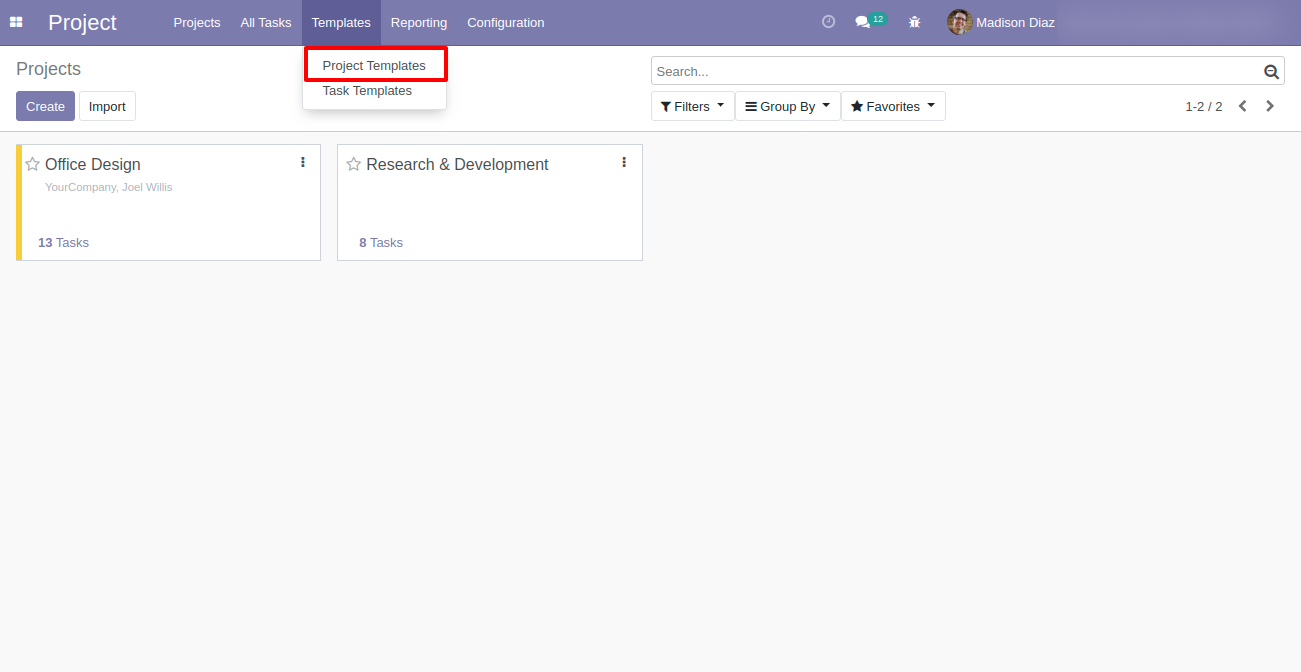 Project Projects All Tasks Templates Reporting Configuration 12 Madison Diaz
Project Templates
Task Templates
Projects
Search...
Create Import
Filters Group By Favorites 1-2 / 2
Office Design
YourCompany, Joel Willis
13 Tasks
Research & Development
8 Tasks